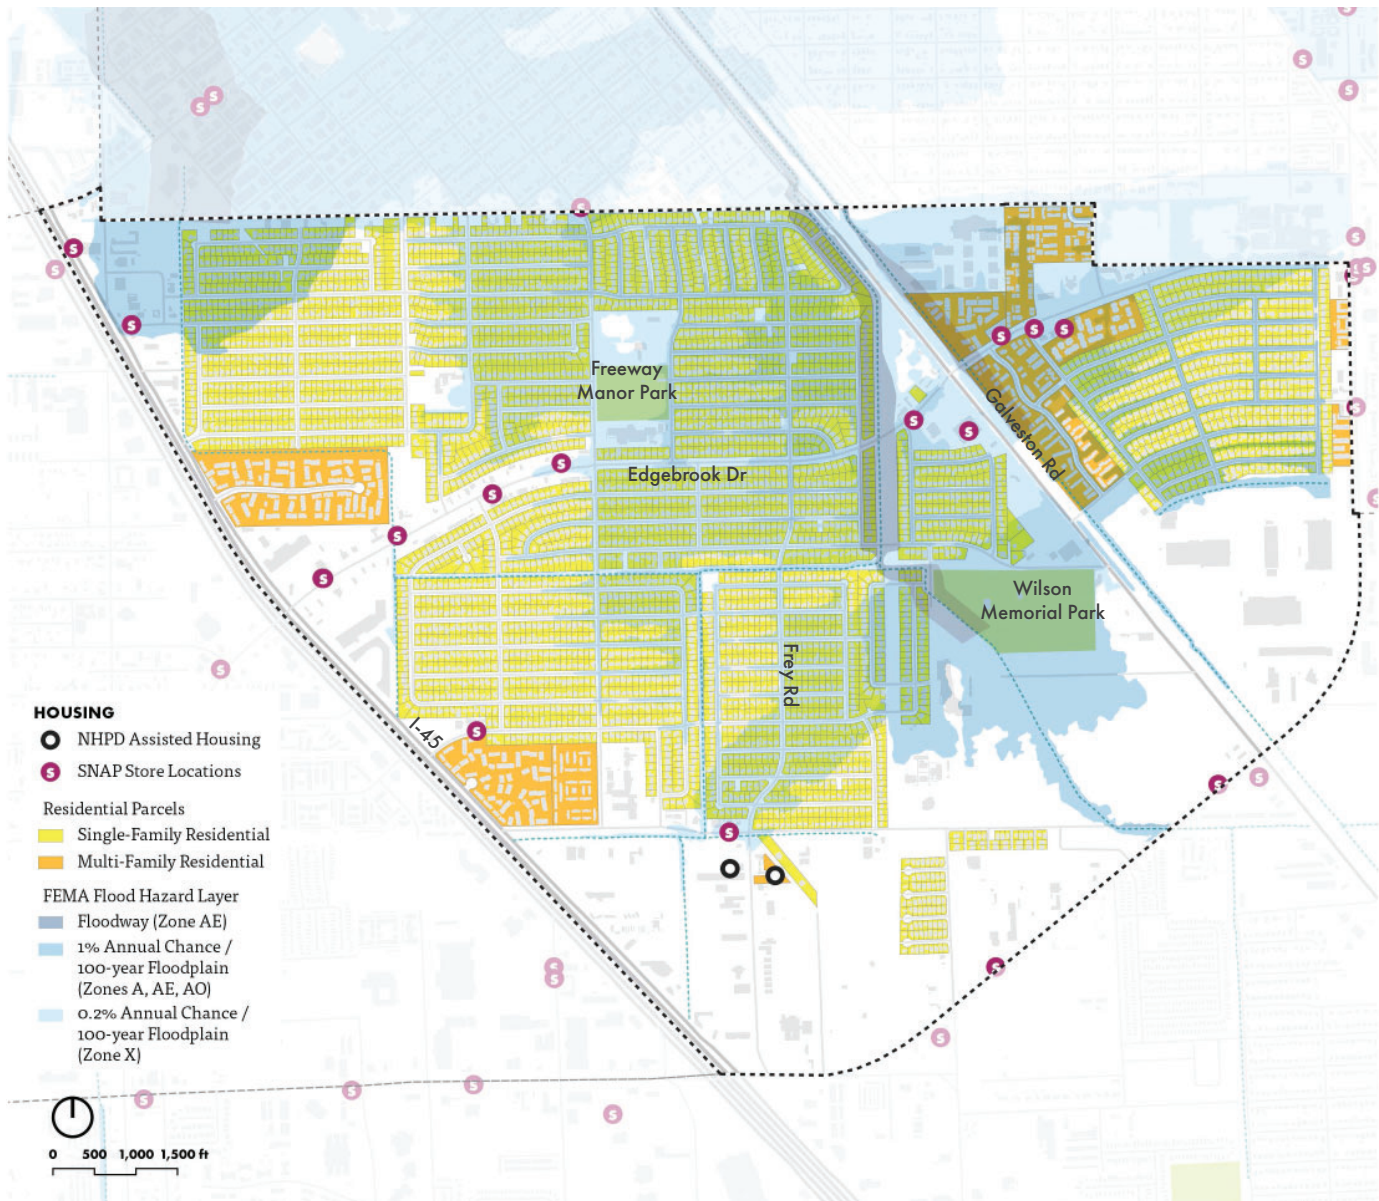 Freeway
Manor Park
Galveston Rd
Edgebrook Dr
Wilson
Memorial Park
Frey Rd
I-45
HOUSING
NHPD Assisted Housing
S SNAP Store Locations
Residential Parcels
Single-Family Residential
Multi-Family Residential
FEMA Flood Hazard Layer
Floodway (Zone AE)
1% Annual Chance /
100-year Floodplain
(Zones A, AE, AO)
0.2% Annual Chance /
100-year Floodplain
(Zone X)
0 500 1,000 1,500 ft